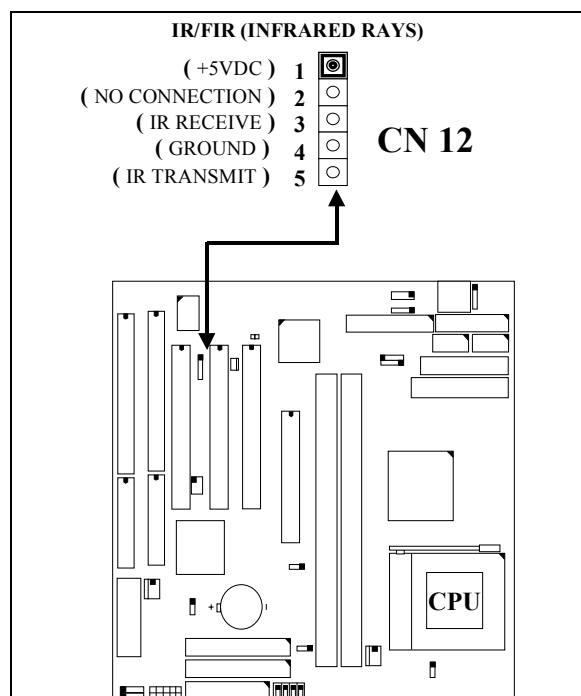 IR/FIR (INFRARED RAYS)
( +5VDC ) 1
( NO CONNECTION ) 2
( IR RECEIVE ) 3
( GROUND ) 4
( IR TRANSMIT ) 5
CN 12
CPU
+ -